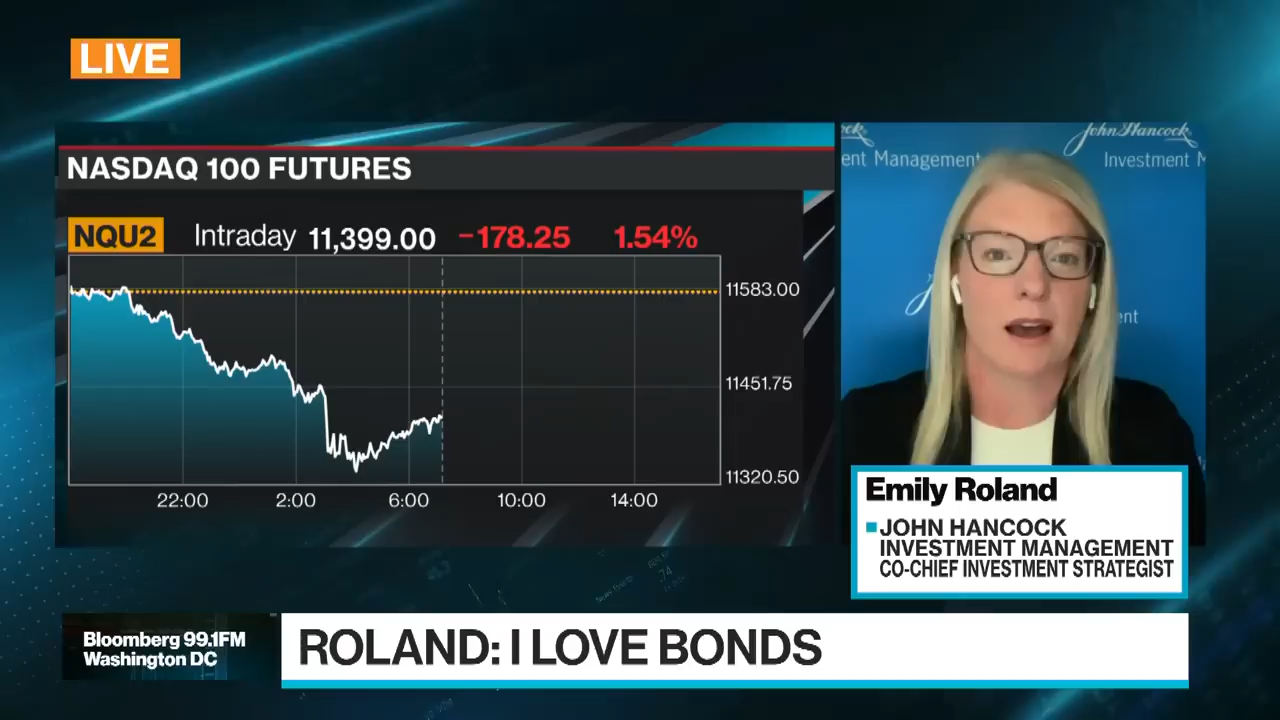 LIVE
NASDAQ 100 FUTURES
NQU2 Intraday 11,399.00 −178.25 1.54%
11583.00
11451.75
11320.50
22:00 2:00 6:00 10:00 14:00
John Hancock
ent Management
Investment M
ent
Emily Roland
JOHN HANCOCK
INVESTMENT MANAGEMENT
CO-CHIEF INVESTMENT STRATEGIST
Bloomberg 99.1FM
Washington DC
ROLAND: I LOVE BONDS